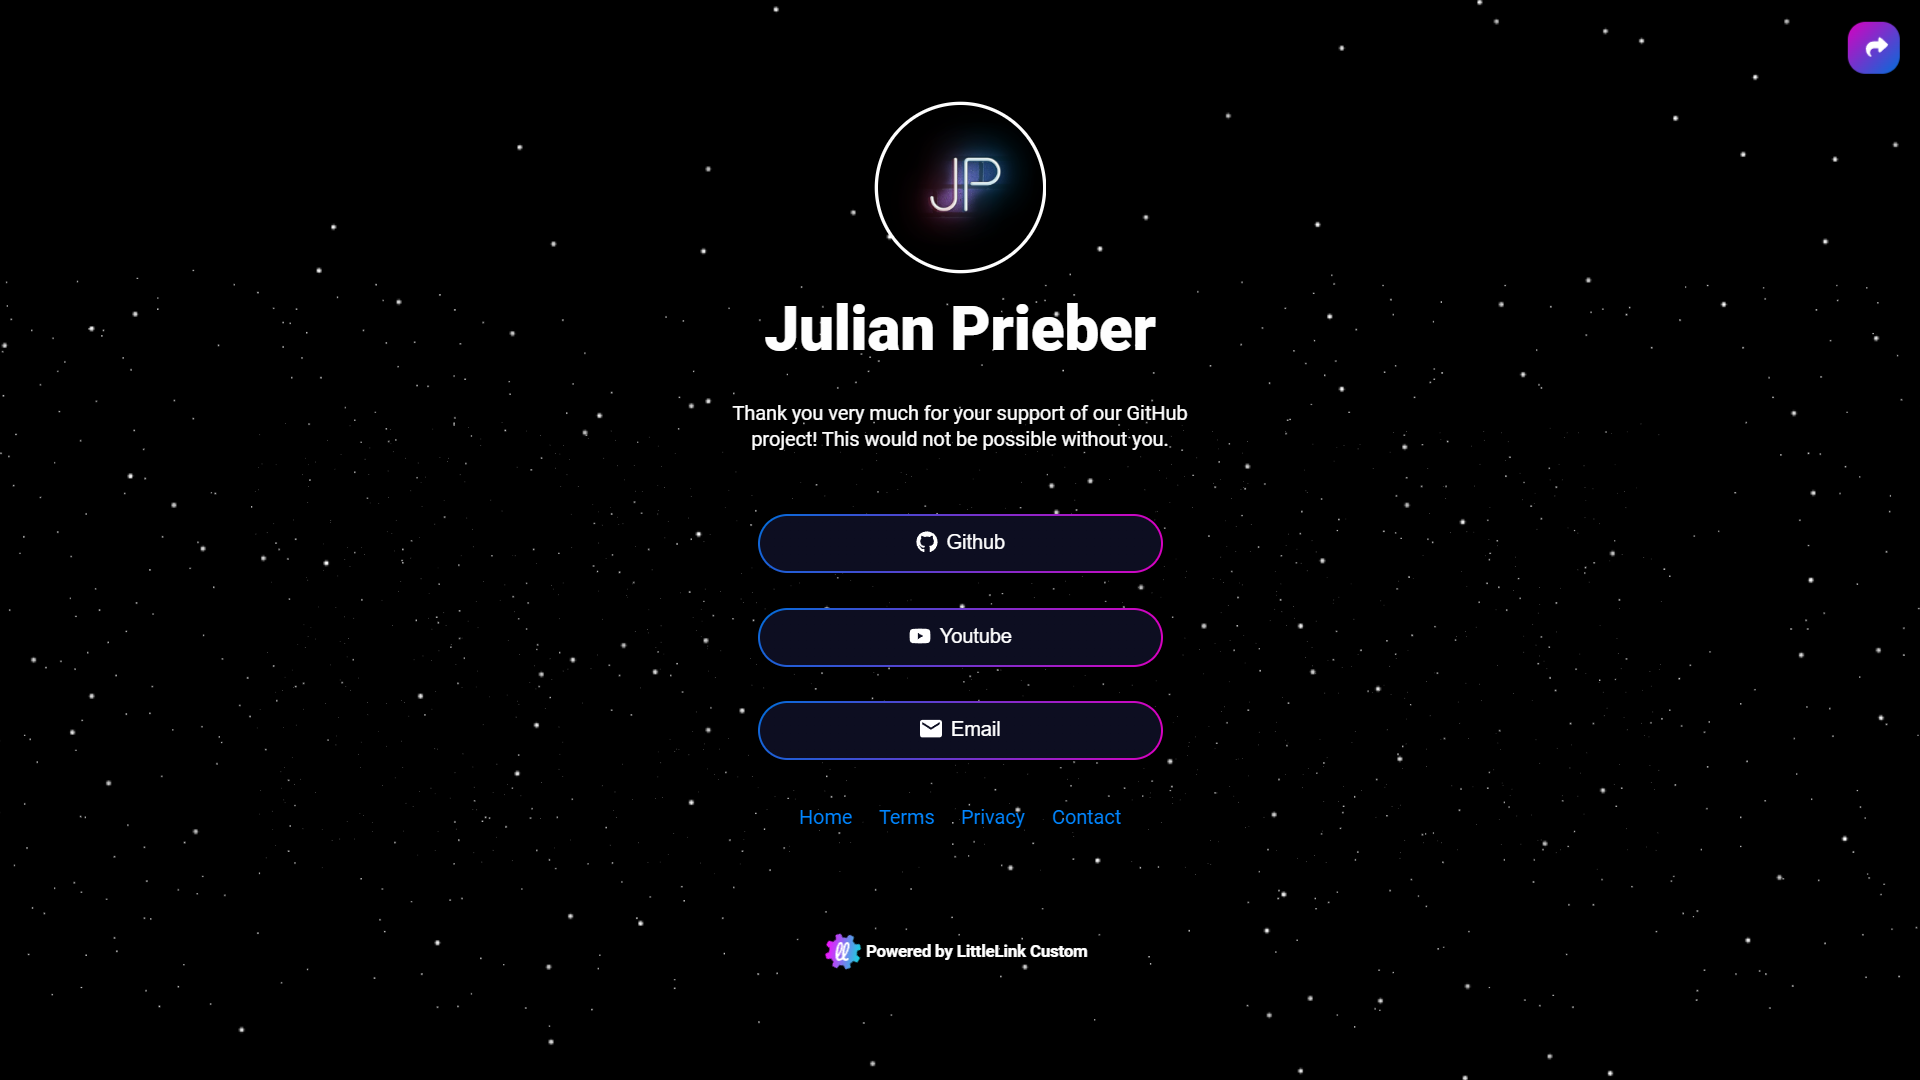 JP
Julian Prieber
Thank you very much for your support of our GitHub
project! This would not be possible without you.
Github
Youtube
Email
Home Terms Privacy Contact
ll Powered by LittleLink Custom